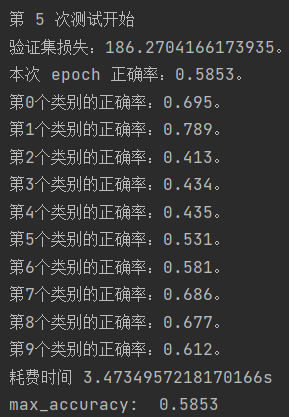 第 5 次测试开始
验证集损失：186.2704166173935。
本次 epoch 正确率：0.5853。
第0个类别的正确率：0.695。
第1个类别的正确率：0.789。
第2个类别的正确率：0.413。
第3个类别的正确率：0.434。
第4个类别的正确率：0.435。
第5个类别的正确率：0.531。
第6个类别的正确率：0.581。
第7个类别的正确率：0.686。
第8个类别的正确率：0.677。
第9个类别的正确率：0.612。
耗费时间 3.4734957218170166s
max_accuracy:  0.5853